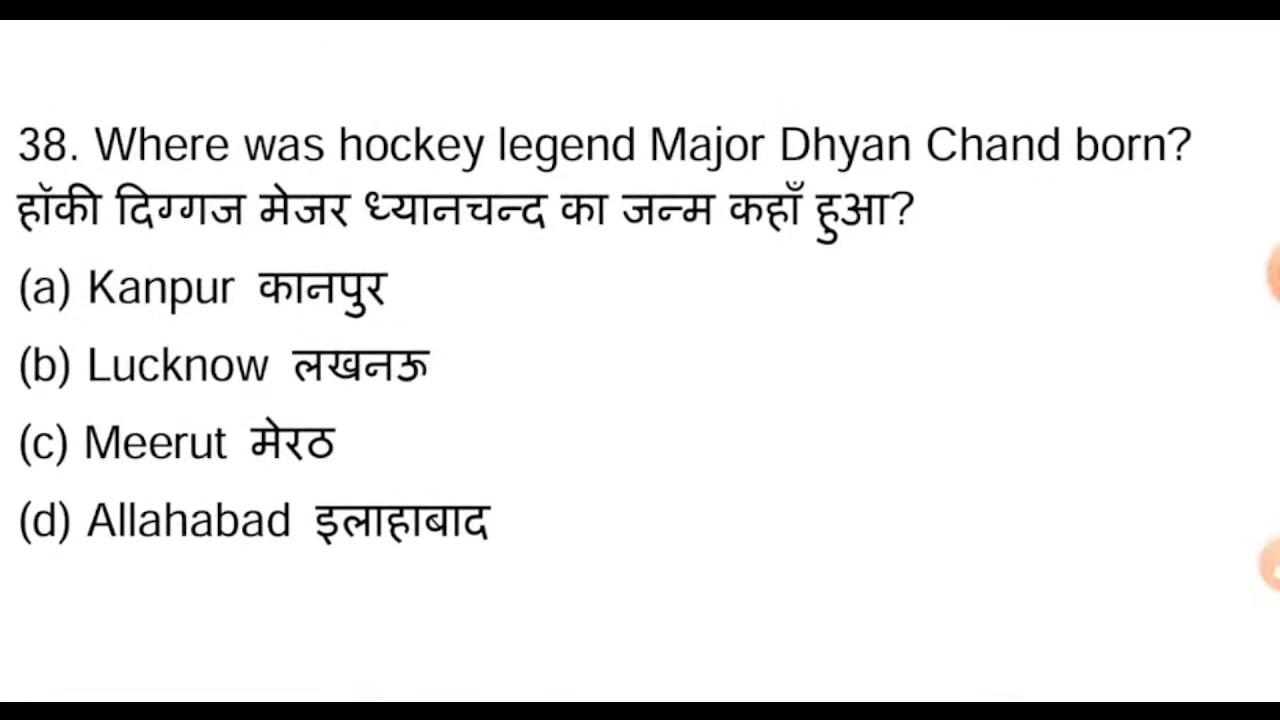 38. Where was hockey legend Major Dhyan Chand born?
हॉकी दिग्गज मेजर ध्यानचन्द का जन्म कहाँ हुआ?
(a) Kanpur कानपुर
(b) Lucknow लखनऊ
(c) Meerut मेरठ
(d) Allahabad इलाहाबाद